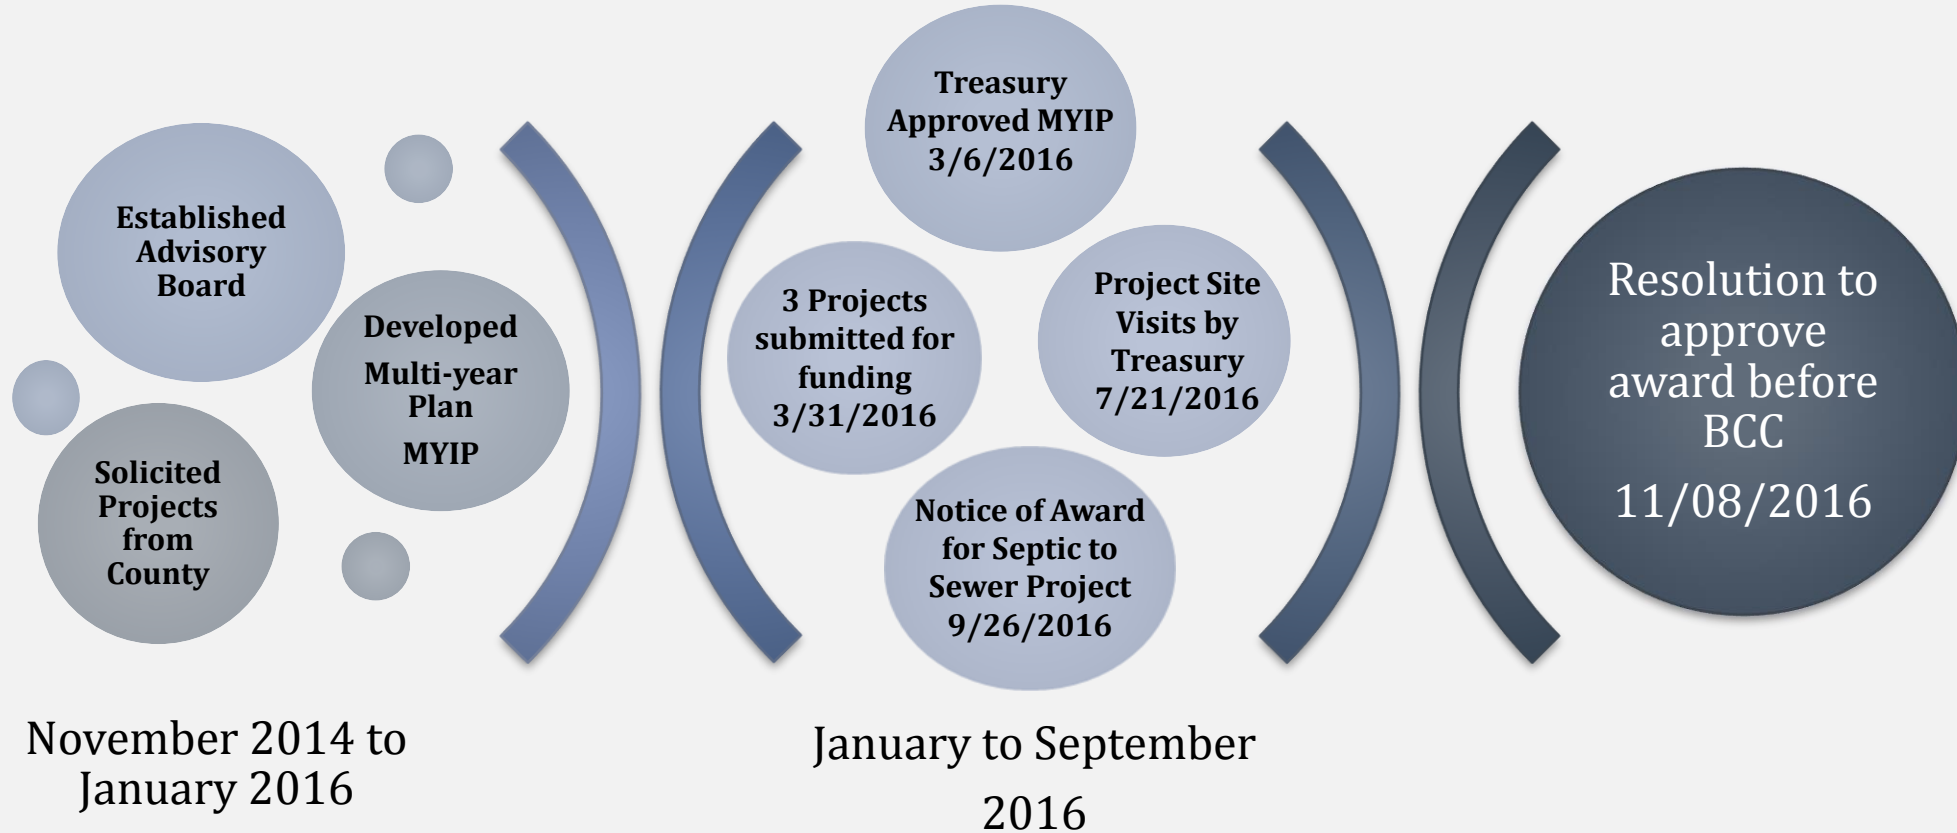 Established
Advisory
Board
Developed
Multi-year
Plan
MYIP
Solicited
Projects
from
County
November 2014 to
January 2016
Treasury
Approved MYIP
3/6/2016
3 Projects
submitted for
funding
3/31/2016
Project Site
Visits by
Treasury
7/21/2016
Notice of Award
for Septic to
Sewer Project
9/26/2016
January to September
2016
Resolution to
approve
award before
BCC
11/08/2016